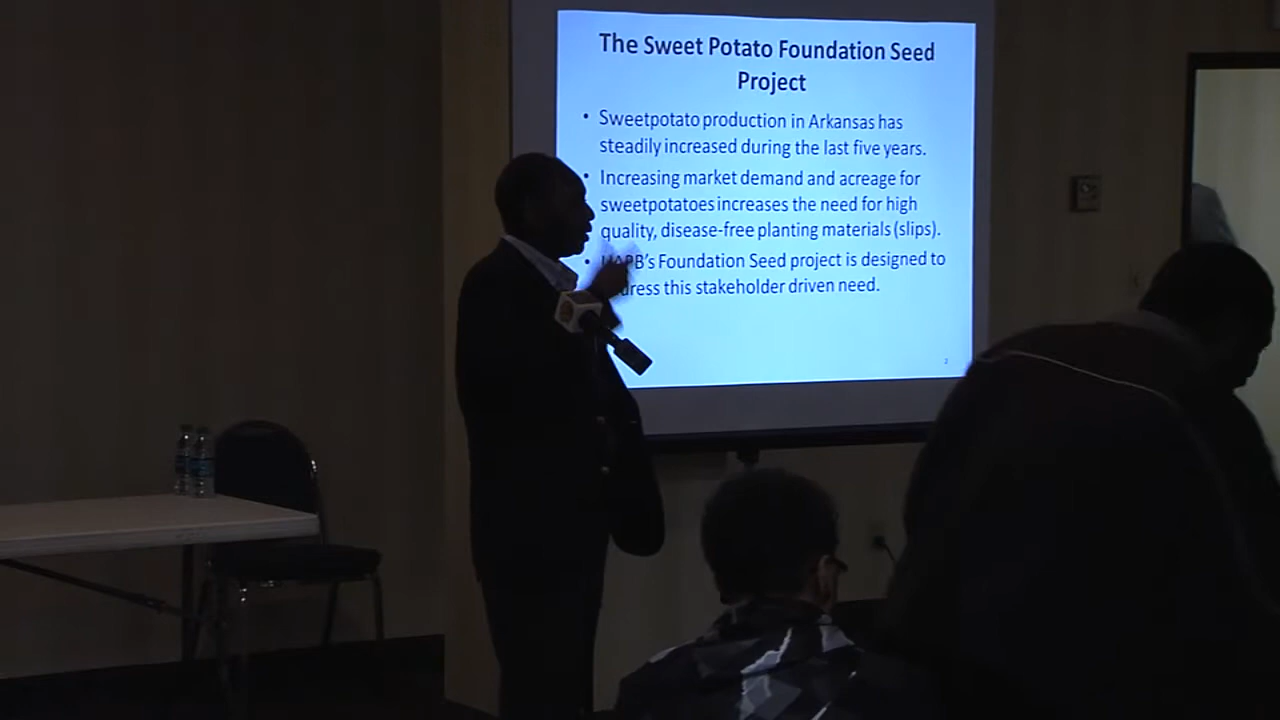 The Sweet Potato Foundation Seed
Project
• Sweetpotato production in Arkansas has
steadily increased during the last five years.
• Increasing market demand and acreage for
sweetpotatoes increases the need for high
quality, disease-free planting materials (slips).
• Foundation Seed project is designed to
this stakeholder driven need.
2